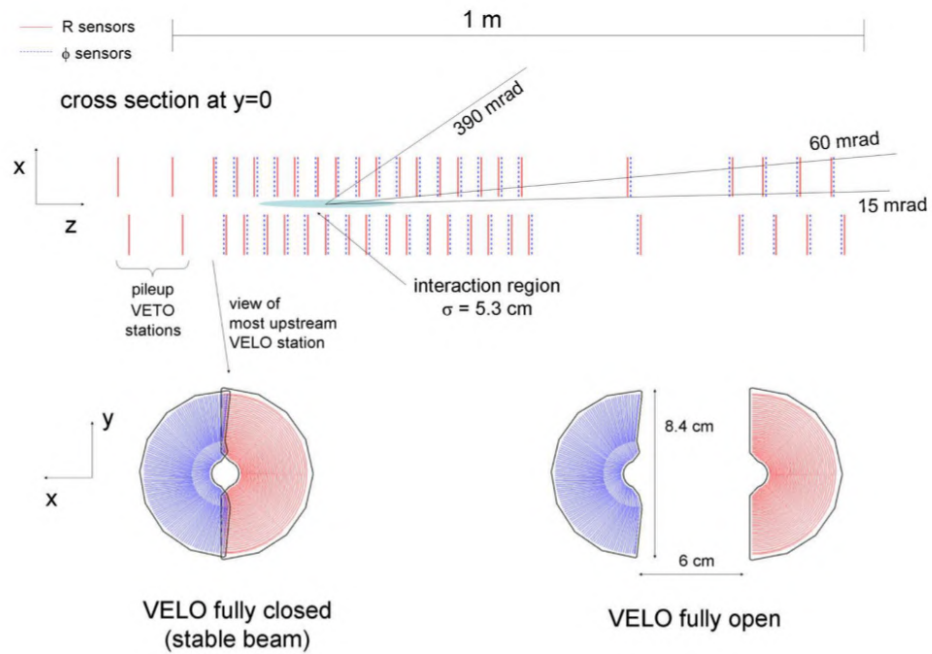 R sensors
ϕ sensors
1 m
cross section at y=0
390 mrad
60 mrad
15 mrad
x
z
pileup
VETO
stations
view of
most upstream
VELO station
interaction region
σ = 5.3 cm
y
x
8.4 cm
6 cm
VELO fully closed
(stable beam)
VELO fully open